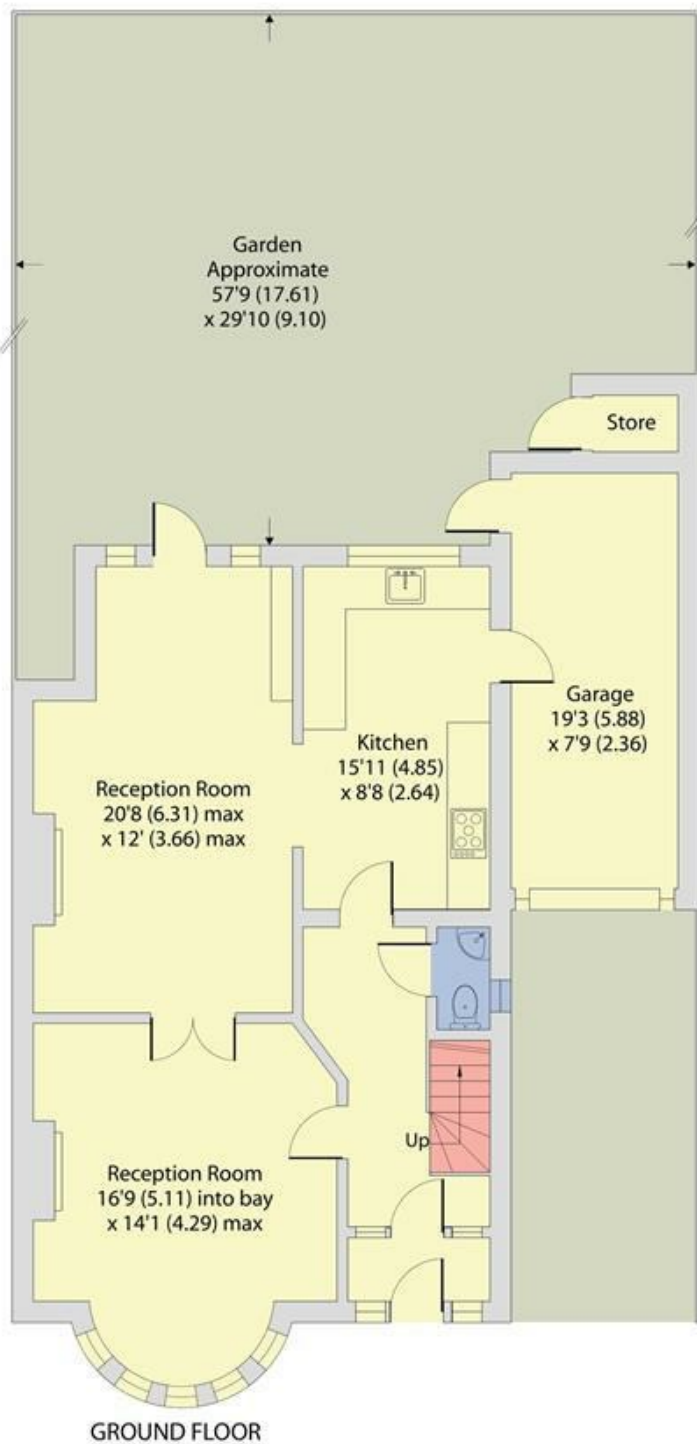 Garden
Approximate
57'9 (17.61)
x 29'10 (9.10)
Store
Garage
19'3 (5.88)
x 7'9 (2.36)
Kitchen
15'11 (4.85)
x 8'8 (2.64)
Reception Room
20'8 (6.31) max
x 12' (3.66) max
Up
Reception Room
16'9 (5.11) into bay
x 14'1 (4.29) max
GROUND FLOOR